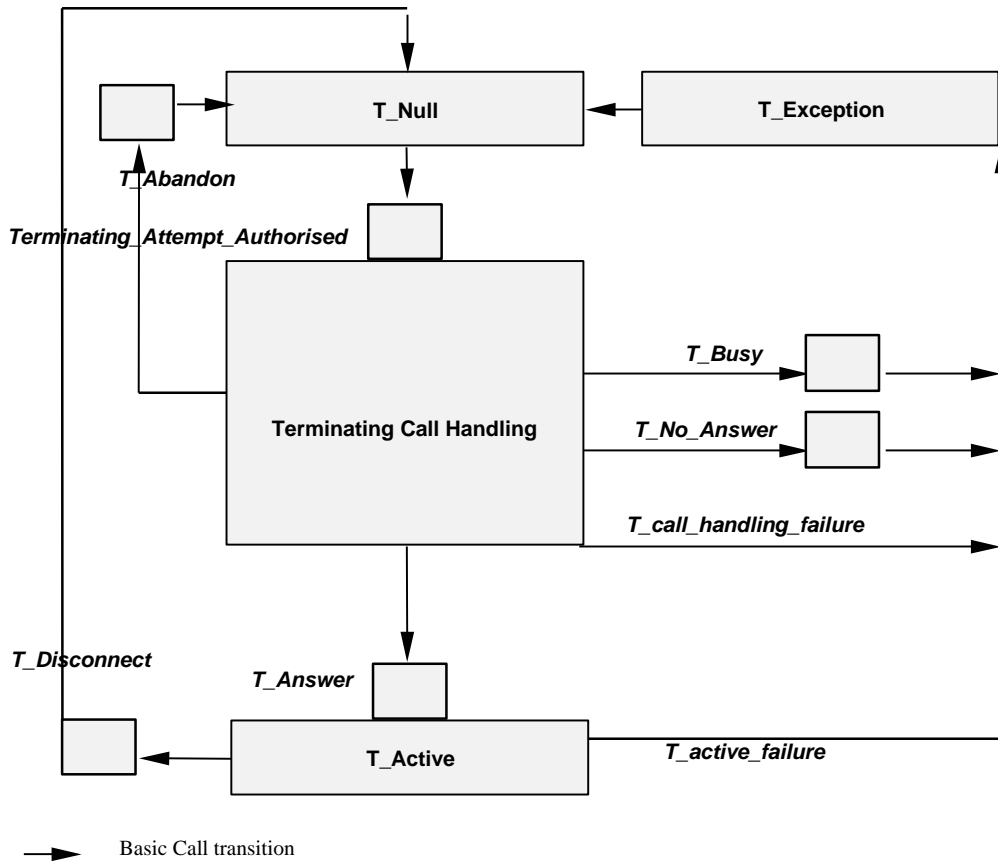 T_Null
T_Exception
T_Abandon
Terminating_Attempt_Authorised
T_Busy
Terminating Call Handling
T_No_Answer
T_call_handling_failure
T_Disconnect
T_Answer
T_Active
T_active_failure
Basic Call transition